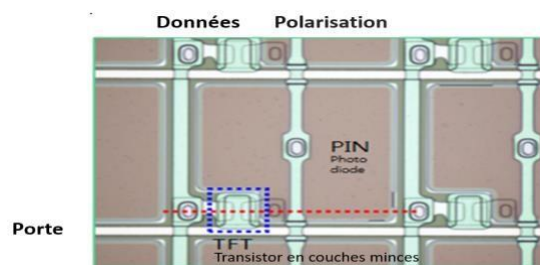 Données Polarisation
PIN
Photo
diode
Porte
TFT
Transistor en couches minces